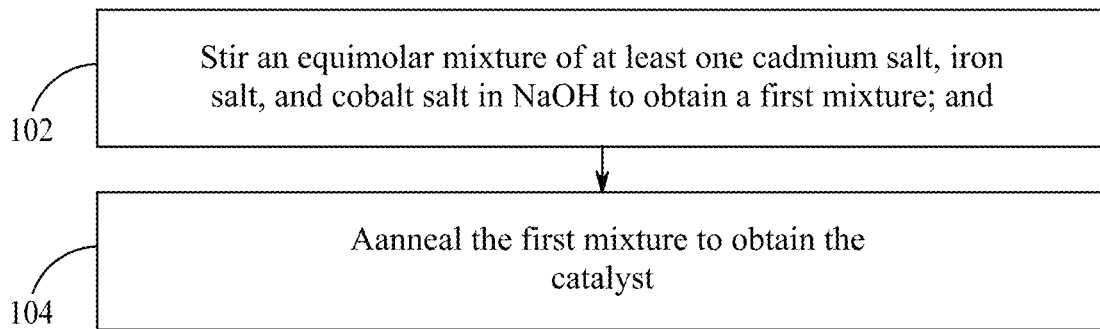 Stir an equimolar mixture of at least one cadmium salt, iron
salt, and cobalt salt in NaOH to obtain a first mixture; and
102
Aanneal the first mixture to obtain the
catalyst
104